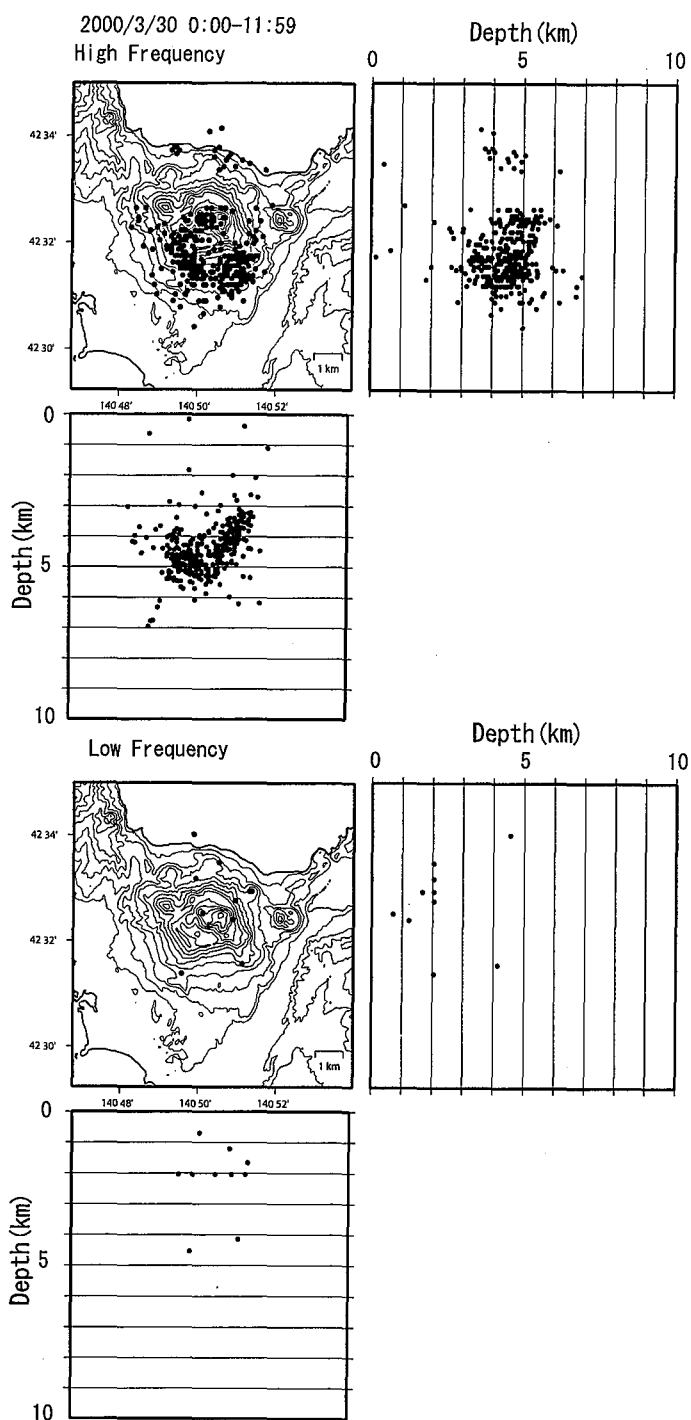 2000/3/30 0:00-11:59
High Frequency
Depth(km)
0 5 10
42 34'
42 32'
42 30'
1 km
140 48' 140 50' 140 52'
0
5
10
Depth(km)
Low Frequency
Depth(km)
0 5 10
42 34'
42 32'
42 30'
1 km
140 48' 140 50' 140 52'
0
5
10
Depth(km)